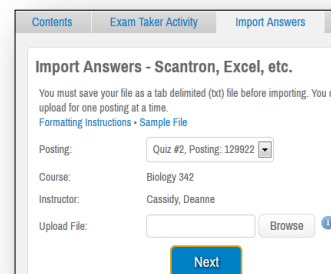 Contents Exam Taker Activity Import Answers
Import Answers - Scantron, Excel, etc.
You must save your file as a tab delimited (txt) file before importing. You
upload for one posting at a time.
Formatting Instructions • Sample File
Posting: Quiz #2, Posting: 129922
Course: Biology 342
Instructor: Cassidy, Deanne
Upload File: Browse
Next